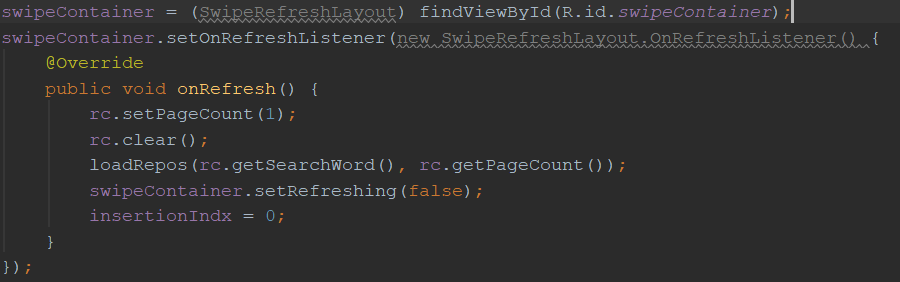 swipeContainer = (SwipeRefreshLayout) findViewById(R.id.swipeContainer);
swipeContainer.setOnRefreshListener(new SwipeRefreshLayout.OnRefreshListener() {
    @Override
    public void onRefresh() {
        rc.setPageCount(1);
        rc.clear();
        loadRepos(rc.getSearchWord(), rc.getPageCount());
        swipeContainer.setRefreshing(false);
        insertionIndx = 0;
    }
});